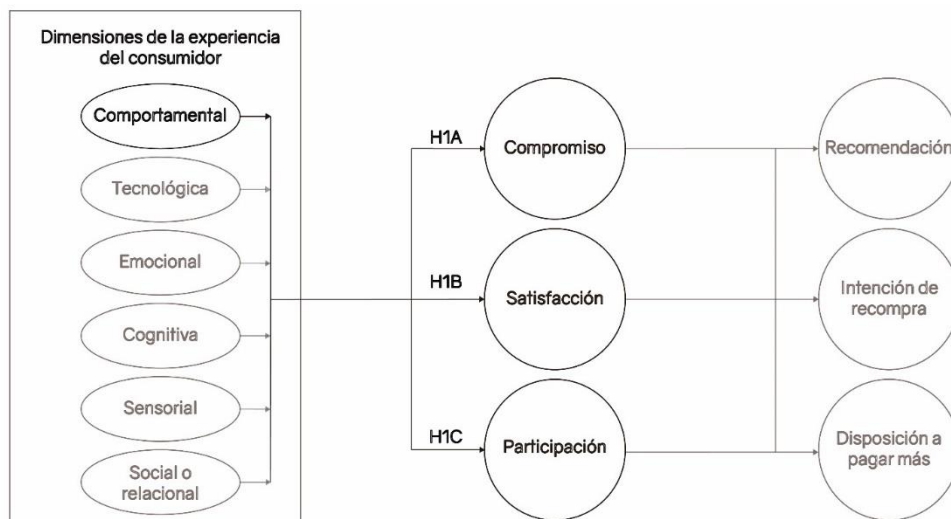 Dimensiones de la experiencia
del consumidor
Comportamental
Tecnológica
Emocional
Cognitiva
Sensorial
Social o
relacional
H1A
H1B
H1C
Compromiso
Satisfacción
Participación
Recomendación
Intención de
recompra
Disposición a
pagar más